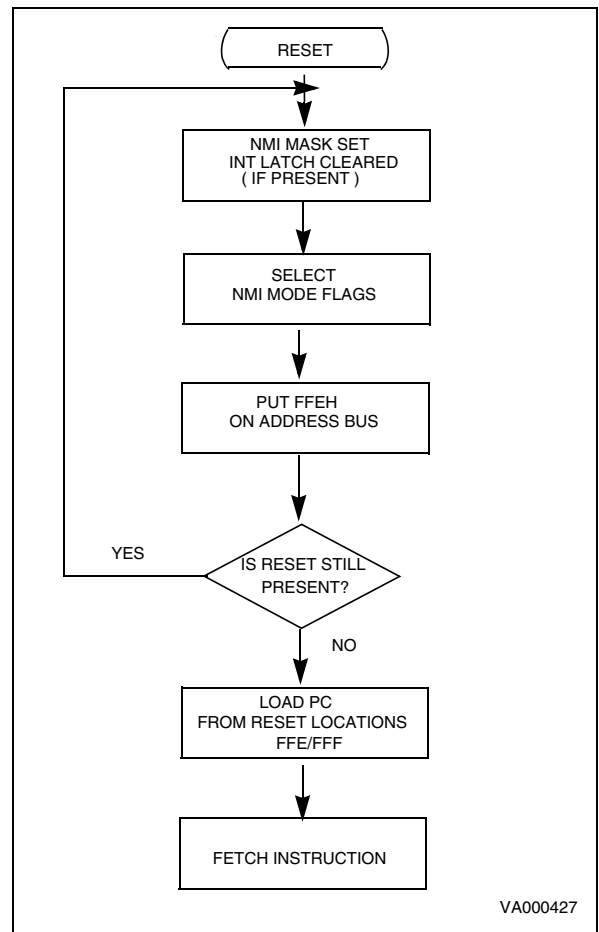 RESET
NMI MASK SET
INT LATCH CLEARED
( IF PRESENT )
SELECT
NMI MODE FLAGS
PUT FFEH
ON ADDRESS BUS
YES
IS RESET STILL
PRESENT?
NO
LOAD PC
FROM RESET LOCATIONS
FFE/FFF
FETCH INSTRUCTION
VA000427